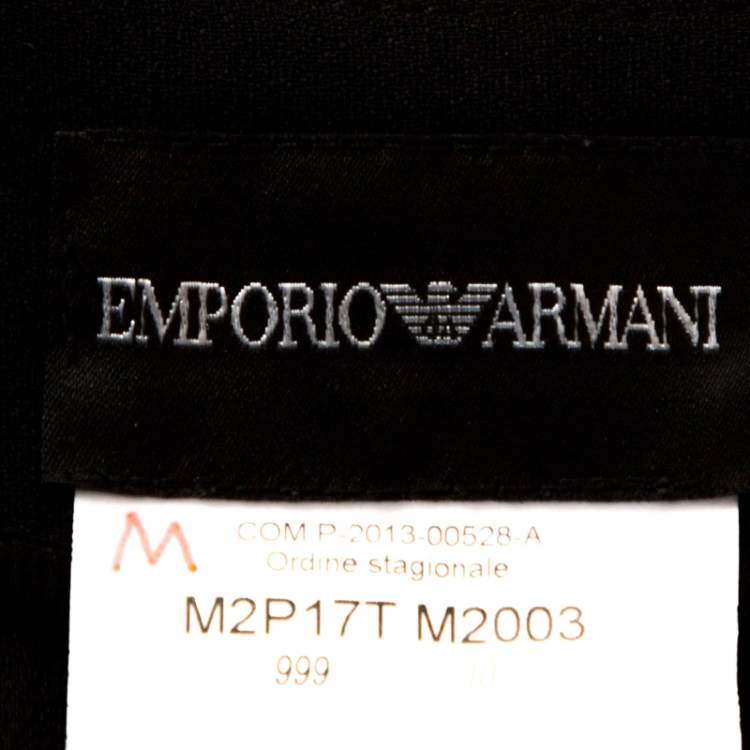 EMPORIO ARMANI
M COM P-2013-00528-A
Ordine stagionale
M2P17T M2003
999